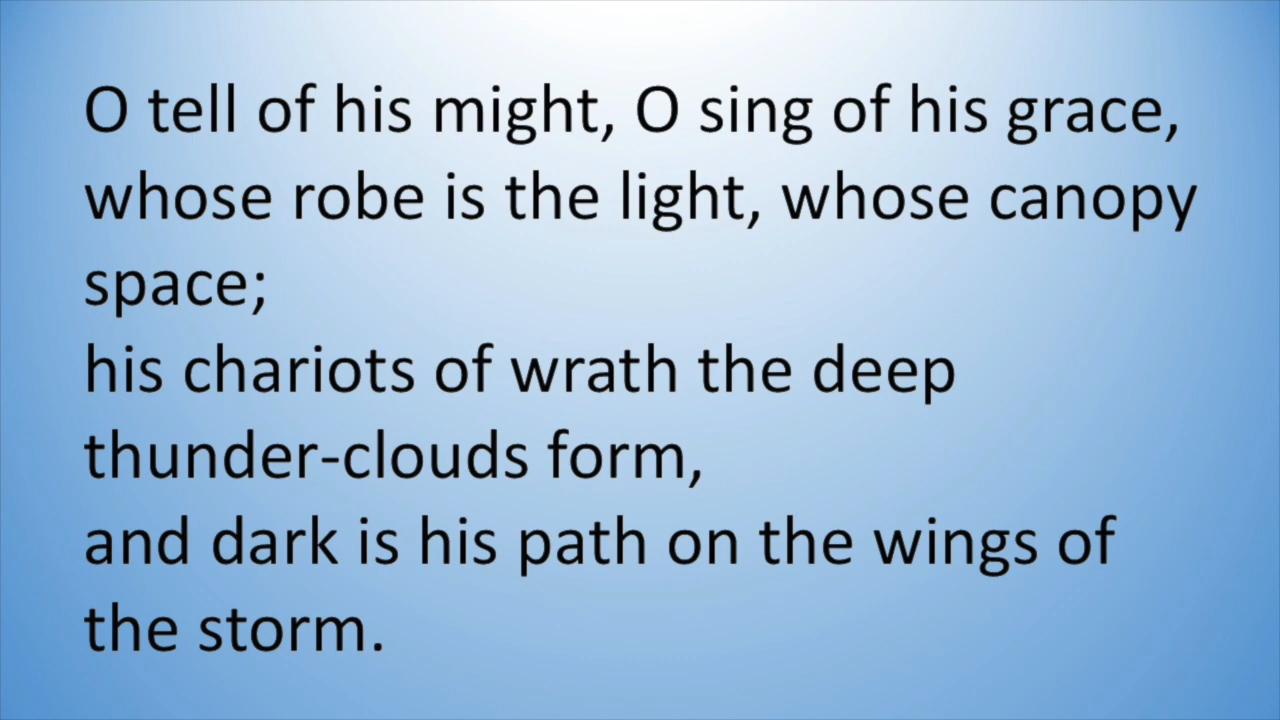 O tell of his might, O sing of his grace,
whose robe is the light, whose canopy
space;
his chariots of wrath the deep
thunder-clouds form,
and dark is his path on the wings of
the storm.